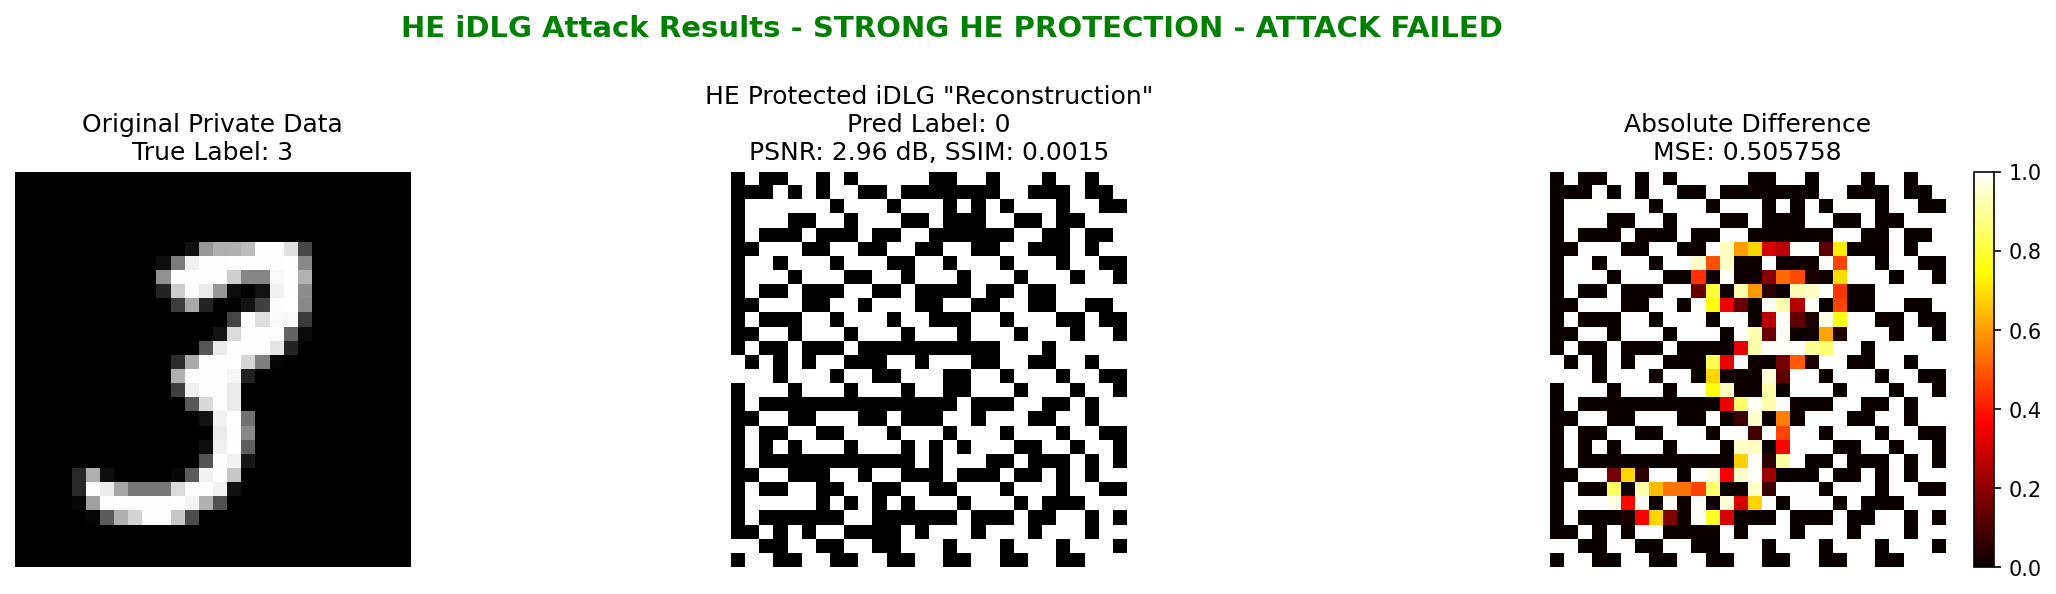 HE iDLG Attack Results - STRONG HE PROTECTION - ATTACK FAILED
Original Private Data
True Label: 3
HE Protected iDLG "Reconstruction"
Pred Label: 0
PSNR: 2.96 dB, SSIM: 0.0015
Absolute Difference
MSE: 0.505758
1.0
0.8
0.6
0.4
0.2
0.0